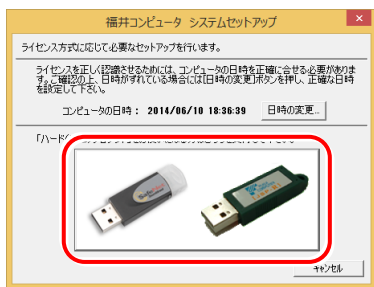 福井コンピュータ システムセットアップ
ライセンス方式に応じて必要なセットアップを行います。
ライセンスを正しく認識させるためには、コンピュータの日時を正確に合せる必要がありま
す。ご確認の上、日時がずれている場合には[日時の変更]ボタンを押し、正確な日時
を設定して下さい。
コンピュータの日時： 2014/06/10 18:36:39 日時の変更...
「ハード
キャンセル